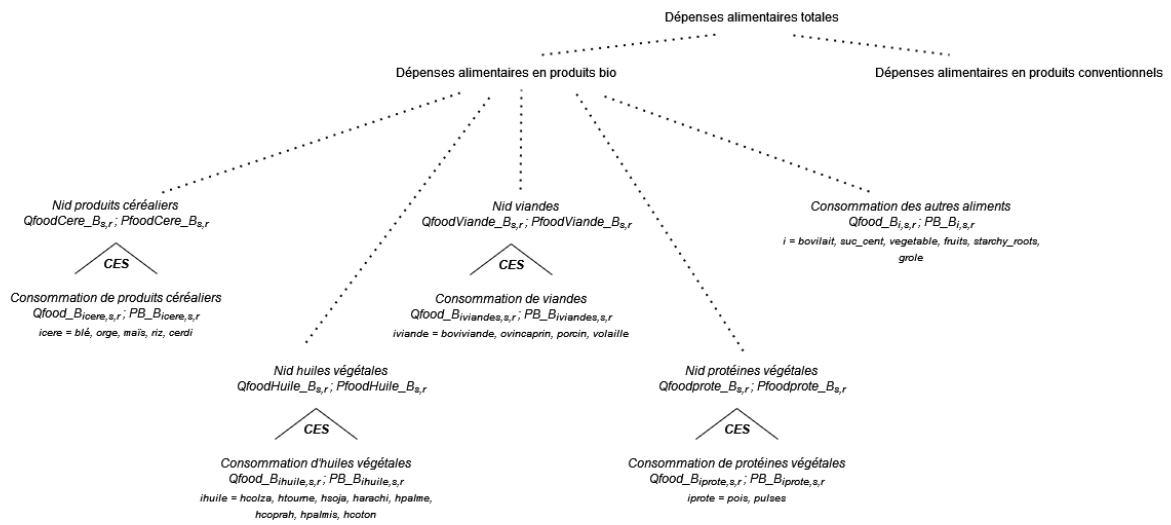 Dépenses alimentaires totales
Dépenses alimentaires en produits bio
Dépenses alimentaires en produits conventionnels
Nid produits céréaliers
QfoodCere_Bs,r ; PfoodCere_Bs,r
CES
Consommation de produits céréaliers
Qfood_Bicere,s,r ; PB_Bicere,s,r
icere = blé, orge, maïs, riz, cerdi
Nid viandes
QfoodViande_Bs,r ; PfoodViande_Bs,r
CES
Consommation de viandes
Qfood_Biviandes,s,r ; PB_Biviandes,s,r
iviande = boviviande, ovincaprin, porcin, volaille
Consommation des autres aliments
Qfood_Bi,s,r ; PB_Bi,s,r
i = bovilait, suc_cent, vegetable, fruits, starchy_roots,
grole
Nid huiles végétales
QfoodHuile_Bs,r ; PfoodHuile_Bs,r
CES
Consommation d'huiles végétales
Qfood_Bihuile,s,r ; PB_Bihuile,s,r
ihuile = hcolza, htourne, hsoja, harachi, hpalme,
hcoprah, hpalmis, hcoton
Nid protéines végétales
Qfoodprote_Bs,r ; Pfoodprote_Bs,r
CES
Consommation de protéines végétales
Qfood_Biprote,s,r ; PB_Biprote,s,r
iprote = pois, pulses